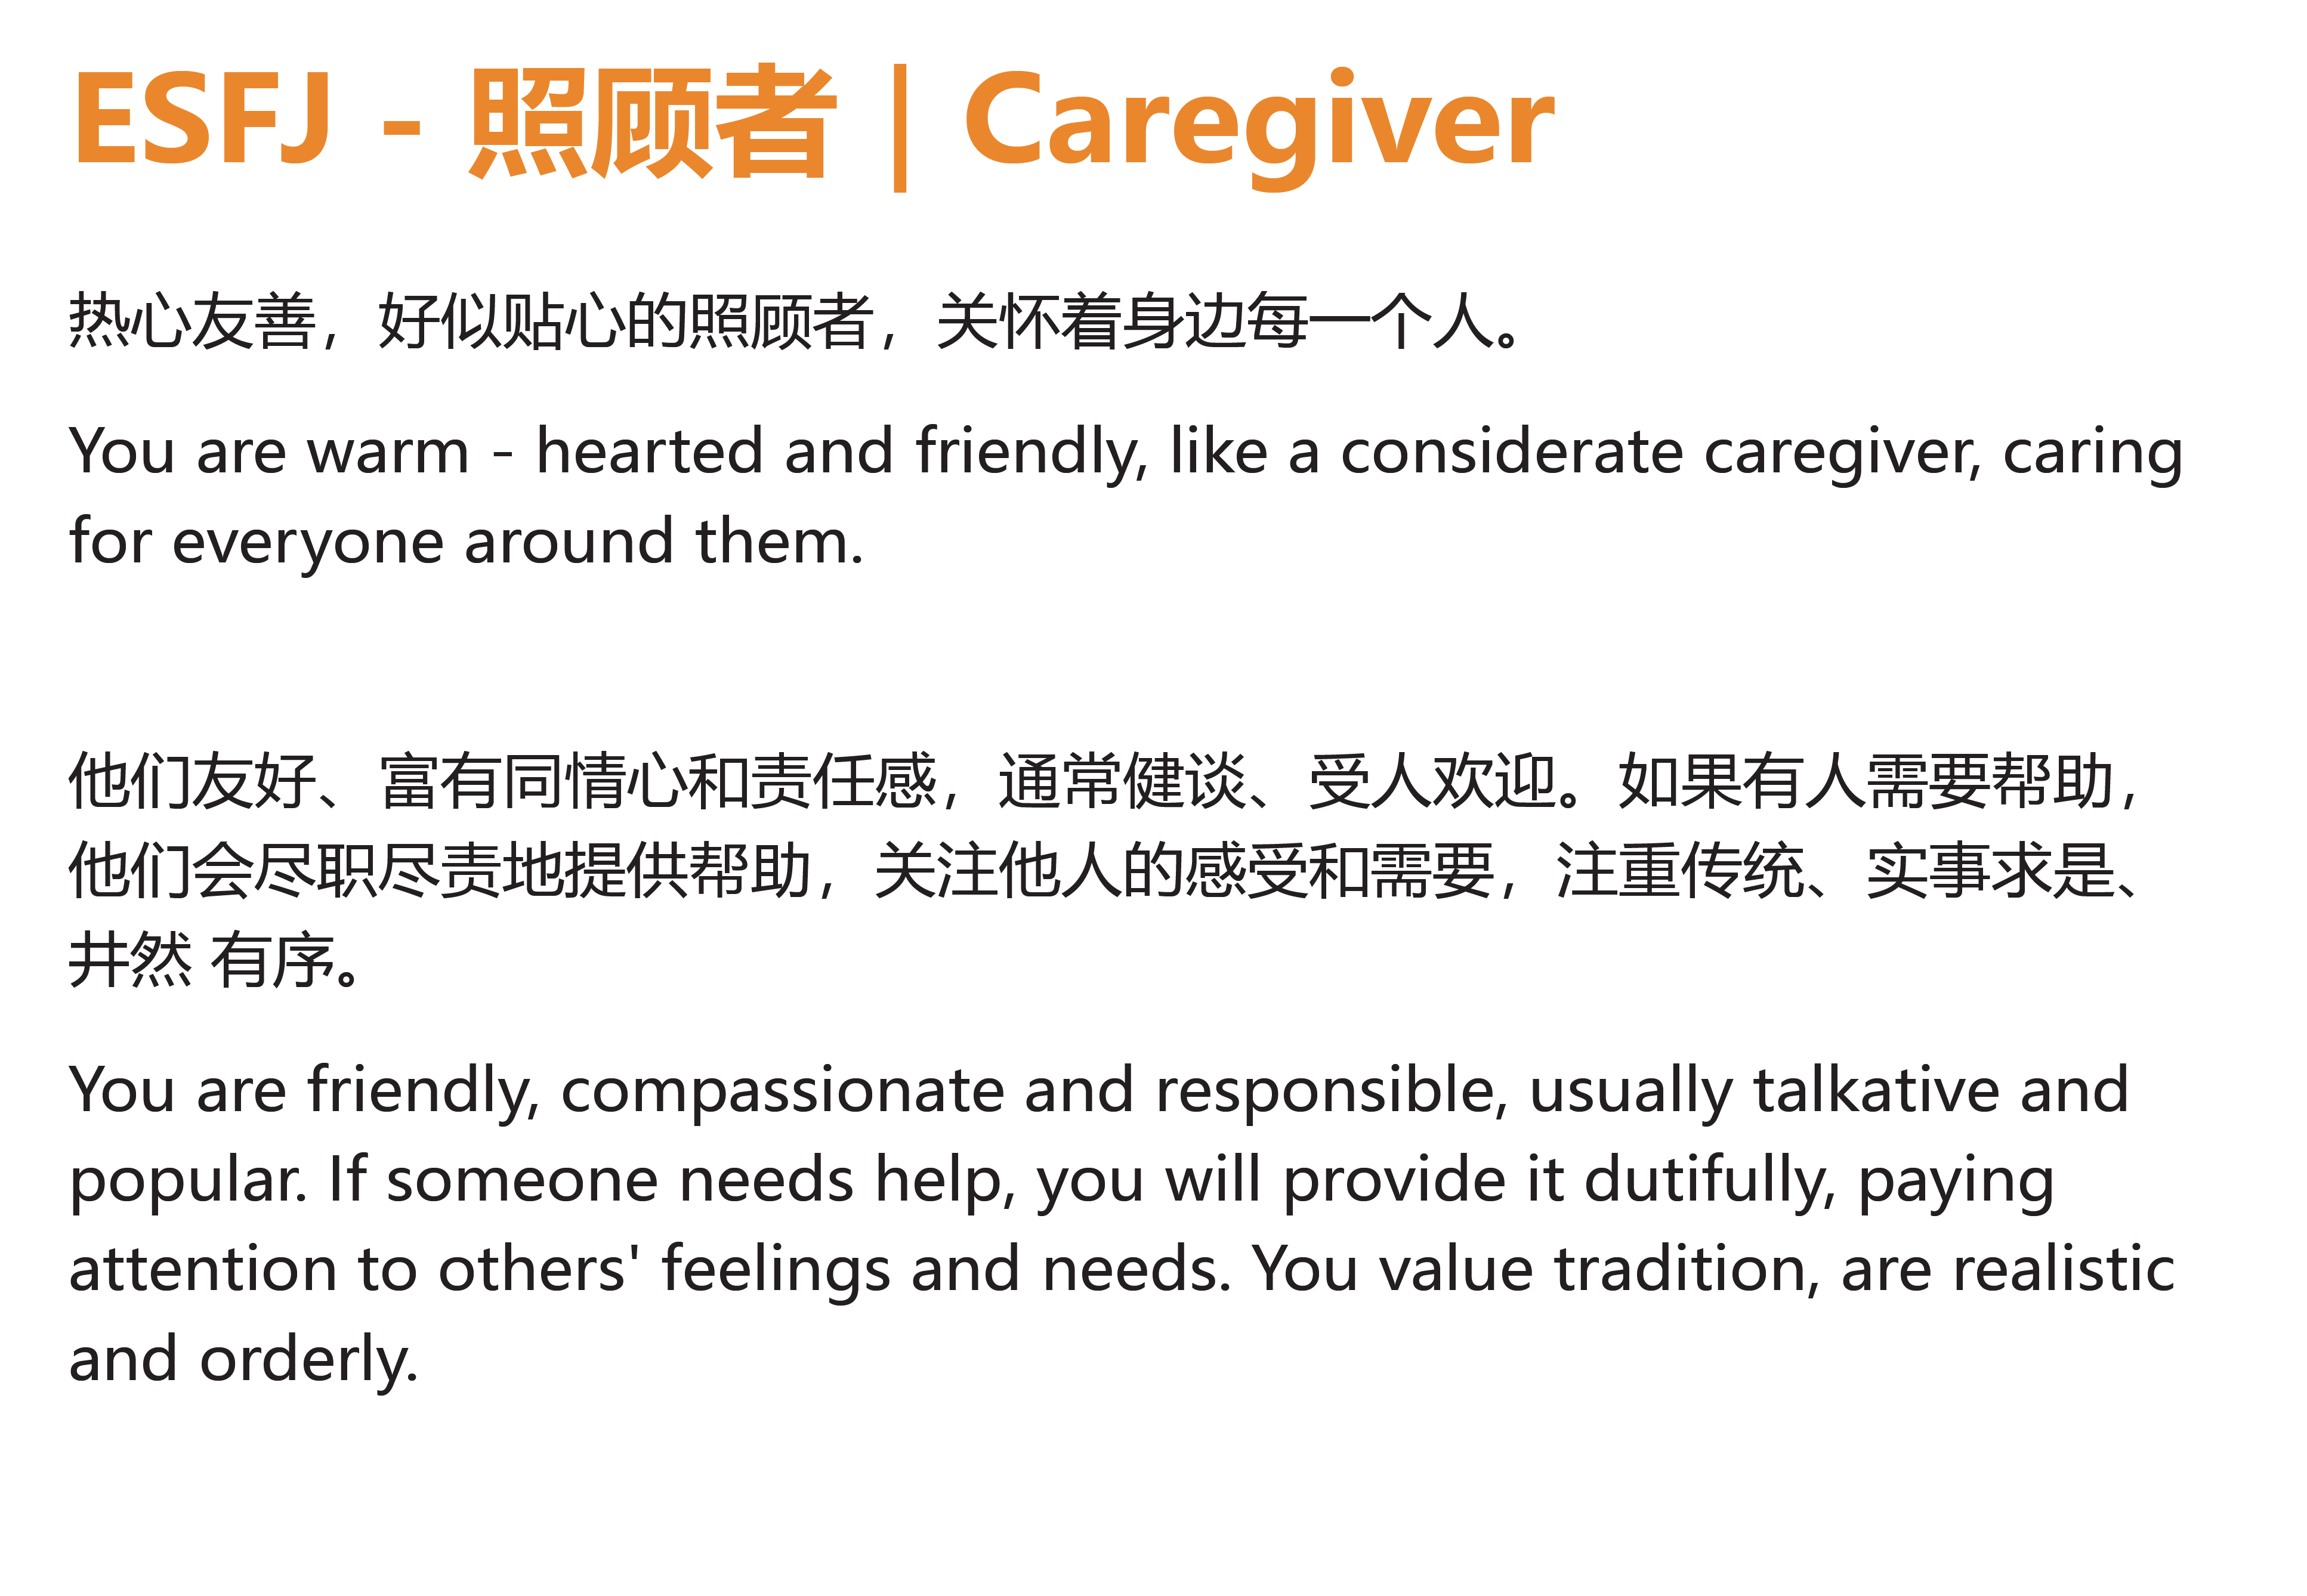 ESFJ - 照顾者 | Caregiver
热心友善，好似贴心的照顾者，关怀着身边每一个人。
You are warm - hearted and friendly, like a considerate caregiver, caring
for everyone around them.
他们友好、富有同情心和责任感，通常健谈、受人欢迎。如果有人需要帮助，
他们会尽职尽责地提供帮助，关注他人的感受和需要，注重传统、实事求是、
井然 有序。
You are friendly, compassionate and responsible, usually talkative and
popular. If someone needs help, you will provide it dutifully, paying
attention to others' feelings and needs. You value tradition, are realistic
and orderly.